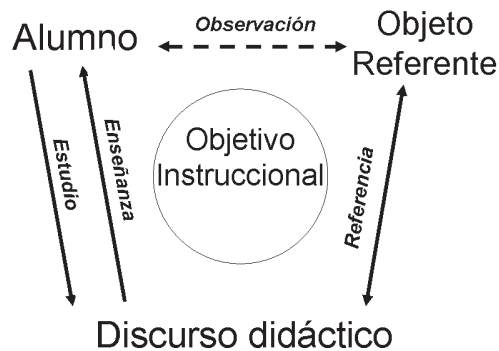 Observación
Alumno
Objeto
Referente
Objetivo
Instruccional
Estudio
Enseñanza
Referencia
Discurso didáctico